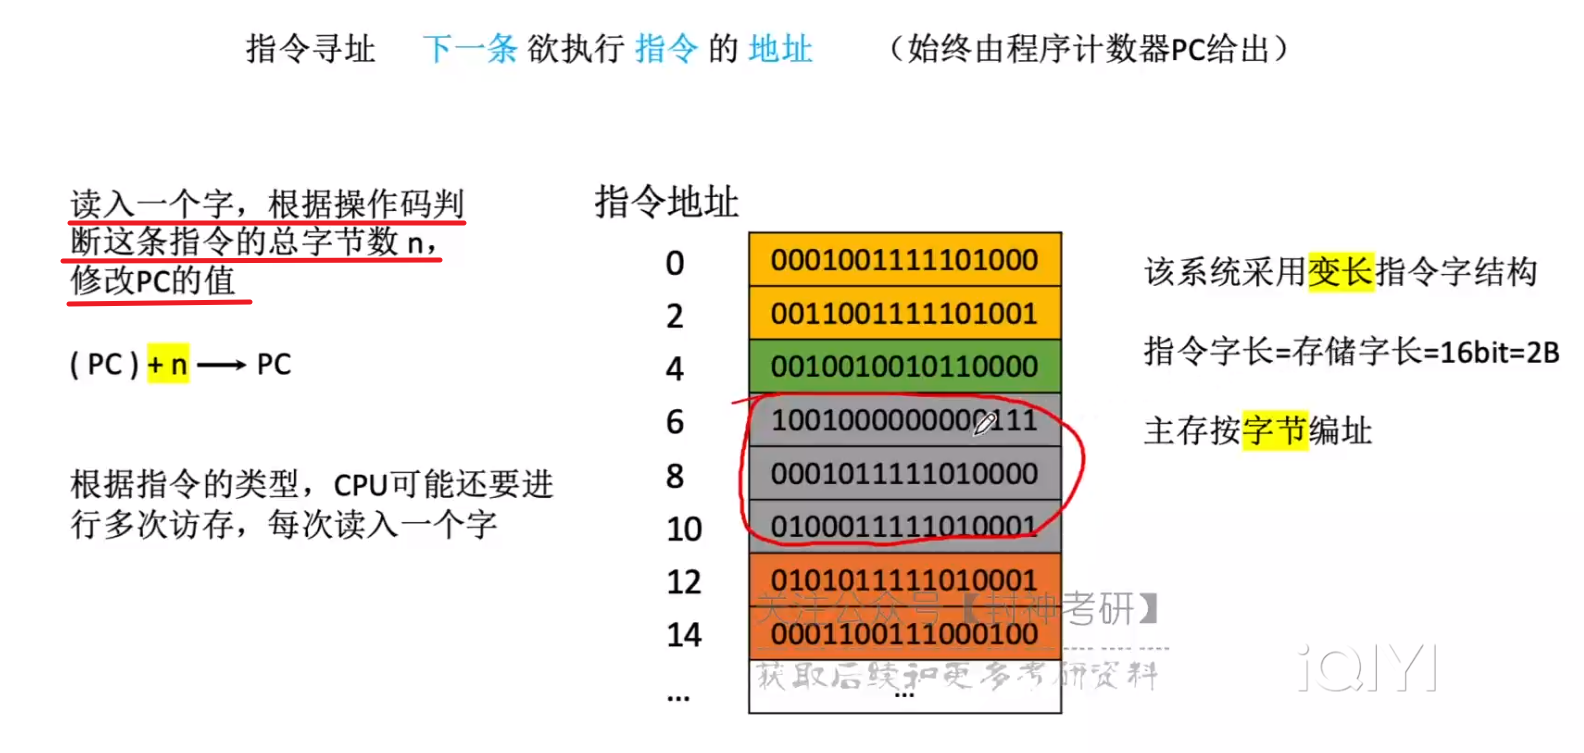 指令寻址 下一条 欲执行 指令 的 地址 （始终由程序计数器PC给出）
读入一个字，根据操作码判
断这条指令的总字节数 n，
修改PC的值
( PC ) + n → PC
根据指令的类型，CPU可能还要进
行多次访存，每次读入一个字
指令地址
0 0001001111101000
2 0011001111101001
4 0010010010110000
6 1001000000000111
8 0001011111010000
10 0100011111010001
12 0101011111010001
14 0001100111000100
... ...
该系统采用变长指令字结构
指令字长=存储字长=16bit=2B
主存按字节编址
关注公众号【封神考研】
获取后续和更多考研资料
iQIYI